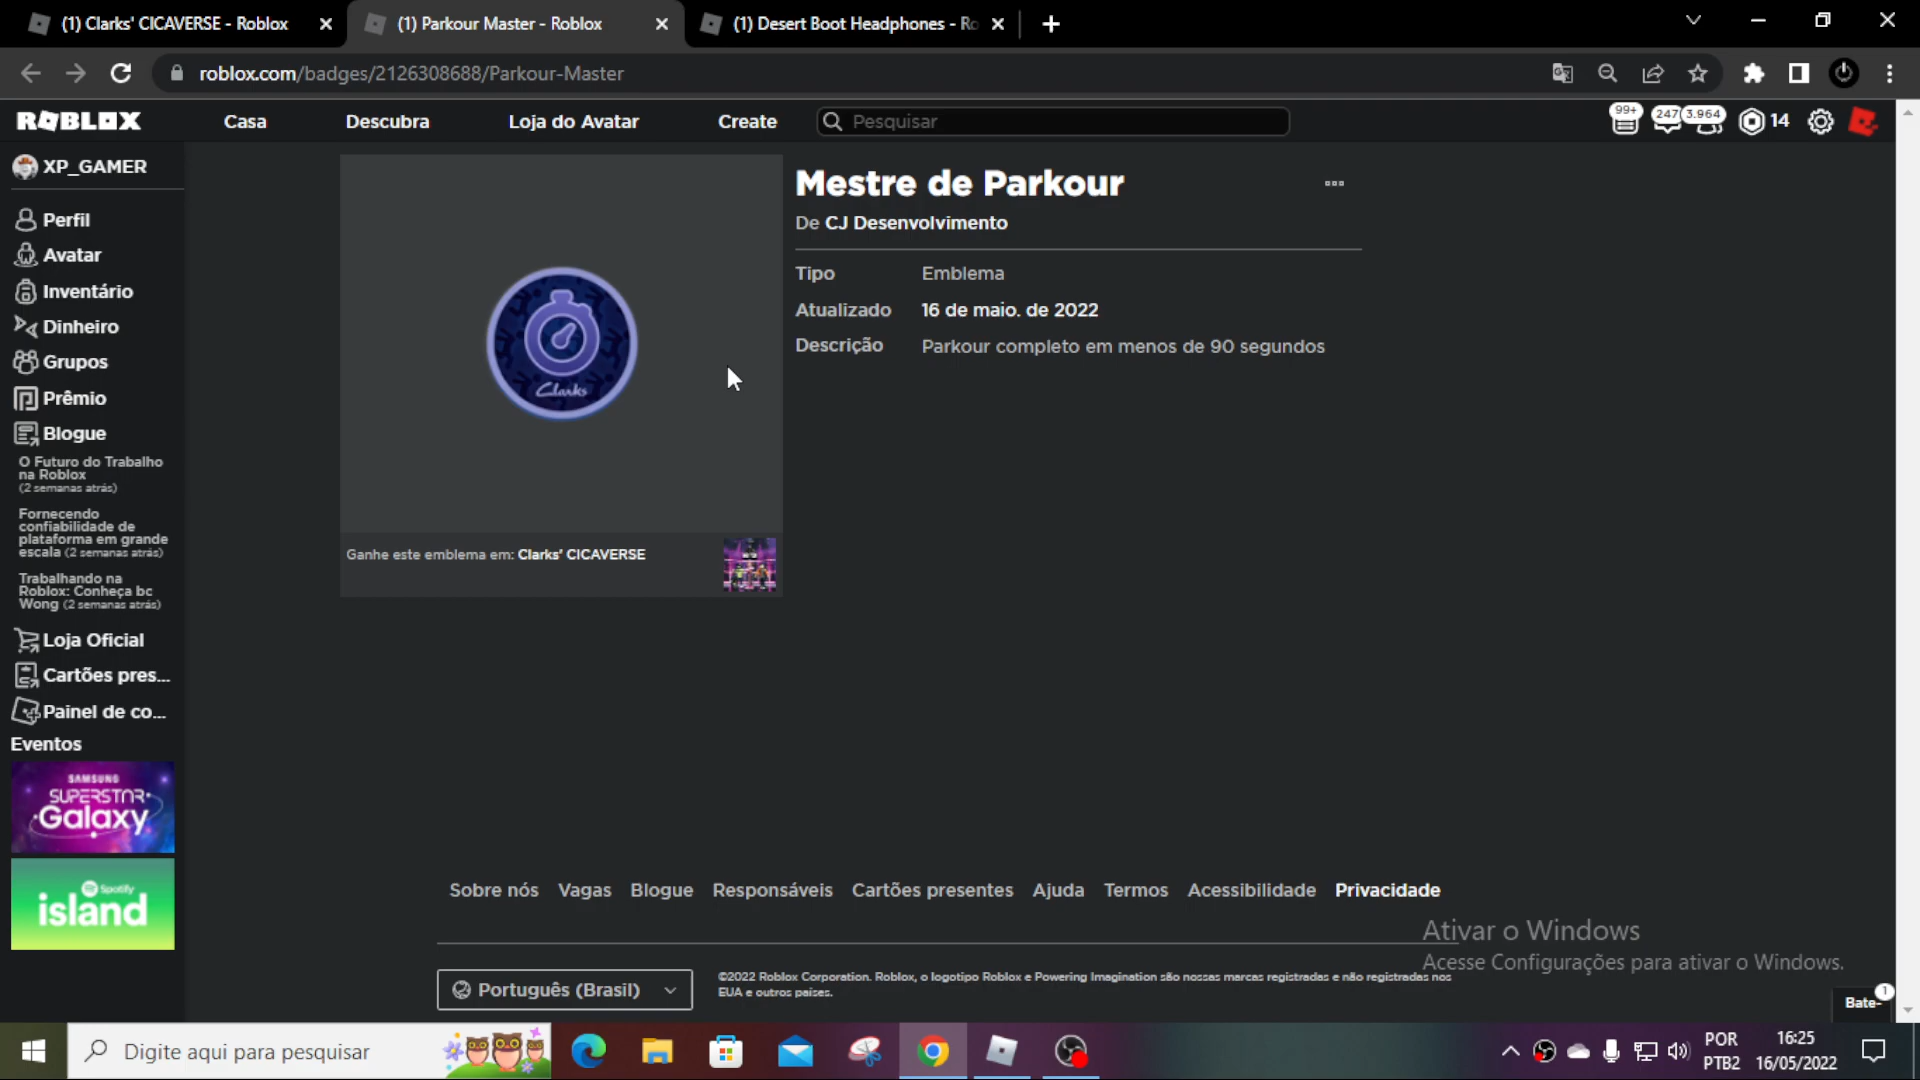 (1) Clarks' CICAVERSE - Roblox
(1) Parkour Master - Roblox
(1) Desert Boot Headphones - Ro
roblox.com/badges/2126308688/Parkour-Master
ROBLOX
Casa
Descubra
Loja do Avatar
Create
Pesquisar
99+
247
3.964
14
XP_GAMER
Perfil
Avatar
Inventário
Dinheiro
Grupos
Prêmio
Blogue
O Futuro do Trabalho
na Roblox
(2 semanas atrás)
Fornecendo
confiabilidade de
plataforma em grande
escala (2 semanas atrás)
Trabalhando na
Roblox: Conheça bc
Wong (2 semanas atrás)
Loja Oficial
Cartões pres...
Painel de co...
Eventos
SAMSUNG
SUPERSTAR
Galaxy
Spotify
island
Clarks
Ganhe este emblema em: Clarks' CICAVERSE
Mestre de Parkour
De CJ Desenvolvimento
Tipo Emblema
Atualizado 16 de maio. de 2022
Descrição Parkour completo em menos de 90 segundos
Sobre nós Vagas Blogue Responsáveis Cartões presentes Ajuda Termos Acessibilidade Privacidade
Ativar o Windows
Acesse Configurações para ativar o Windows.
Português (Brasil)
©2022 Roblox Corporation. Roblox, o logotipo Roblox e Powering Imagination são nossas marcas registradas e não registradas nos
EUA e outros países.
Bate-
1
Digite aqui para pesquisar
POR
PTB2
16:25
16/05/2022